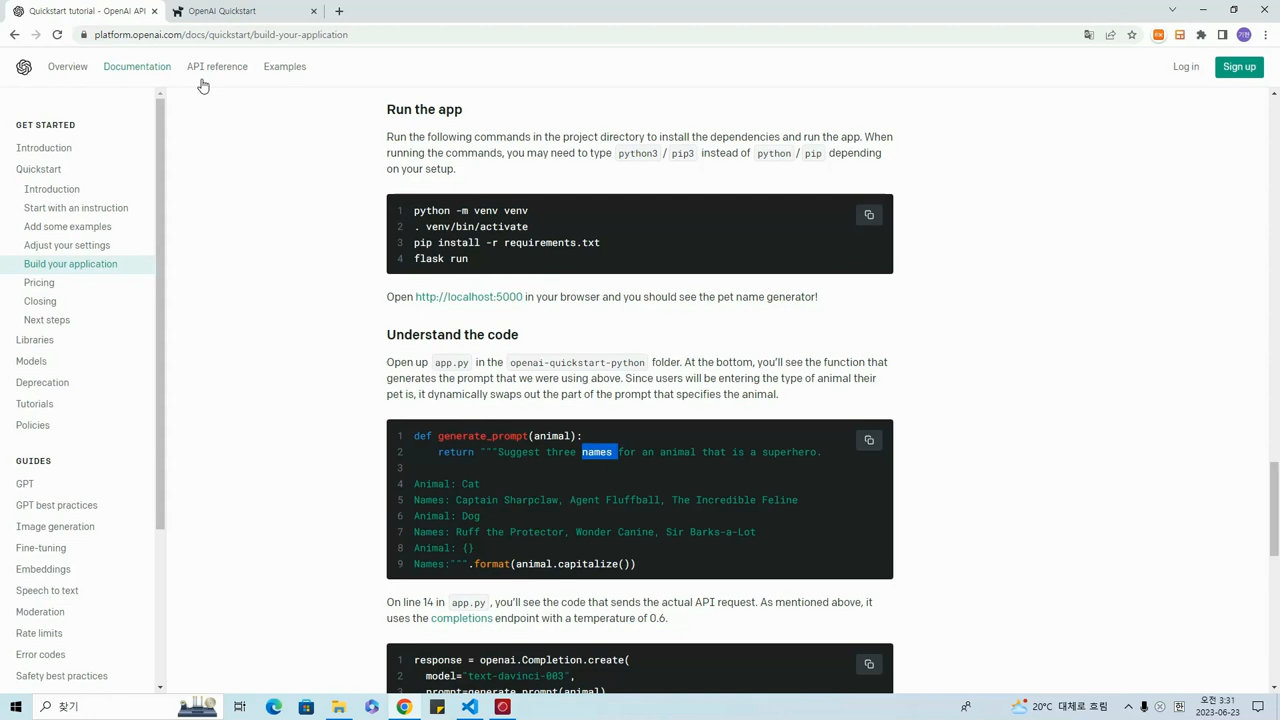 Quickstart tutorial - OpenAI API
OpenAI Quickstart
platform.openai.com/docs/quickstart/build-your-application
기한
Overview
Documentation
API reference
Examples
Log in
Sign up
GET STARTED
Introduction
Quickstart
Introduction
Start with an instruction
Add some examples
Adjust your settings
Build your application
Pricing
Closing
Next steps
Libraries
Models
Deprecation
Tutorials
Policies
GUIDES
GPT
GPT best practices
Image generation
Fine-tuning
Embeddings
Speech to text
Moderation
Rate limits
Error codes
Safety best practices
Run the app
Run the following commands in the project directory to install the dependencies and run the app. When
running the commands, you may need to type python3 / pip3 instead of python / pip depending
on your setup.
1 python -m venv venv
2 . venv/bin/activate
3 pip install -r requirements.txt
4 flask run
Open http://localhost:5000 in your browser and you should see the pet name generator!
Understand the code
Open up app.py in the openai-quickstart-python folder. At the bottom, you'll see the function that
generates the prompt that we were using above. Since users will be entering the type of animal their
pet is, it dynamically swaps out the part of the prompt that specifies the animal.
1 def generate_prompt(animal):
2 return """Suggest three names for an animal that is a superhero.
3
4 Animal: Cat
5 Names: Captain Sharpclaw, Agent Fluffball, The Incredible Feline
6 Animal: Dog
7 Names: Ruff the Protector, Wonder Canine, Sir Barks-a-Lot
8 Animal: {}
9 Names:""".format(animal.capitalize())
On line 14 in app.py, you'll see the code that sends the actual API request. As mentioned above, it
uses the completions endpoint with a temperature of 0.6.
1 response = openai.Completion.create(
2 model="text-davinci-003",
3 prompt=generate_prompt(animal),
찾기
20°C 대체로 흐림
오전 3:31
2023-06-23